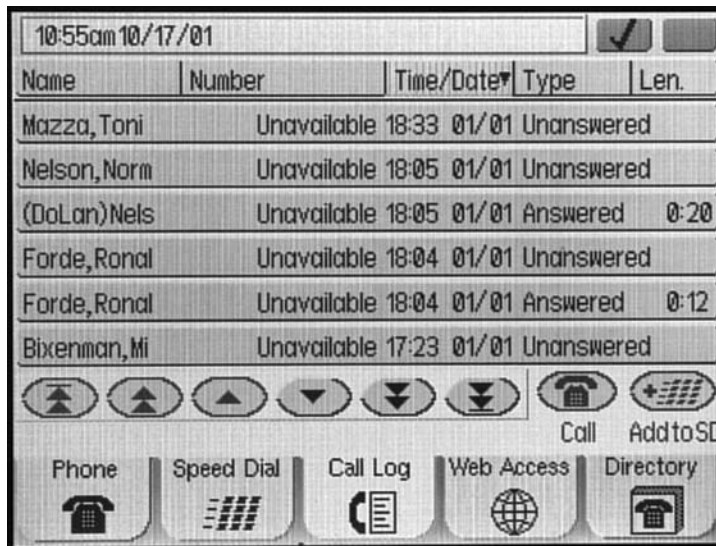 10:55am 10/17/01
Name Number Time/Date▼ Type Len.
Mazza,Toni Unavailable 18:33 01/01 Unanswered
Nelson,Norm Unavailable 18:05 01/01 Unanswered
(DoLan)Nels Unavailable 18:05 01/01 Answered 0:20
Forde,Ronal Unavailable 18:04 01/01 Unanswered
Forde,Ronal Unavailable 18:04 01/01 Answered 0:12
Bixenman,Mi Unavailable 17:23 01/01 Unanswered
Call Add to SD
Phone Speed Dial Call Log Web Access Directory